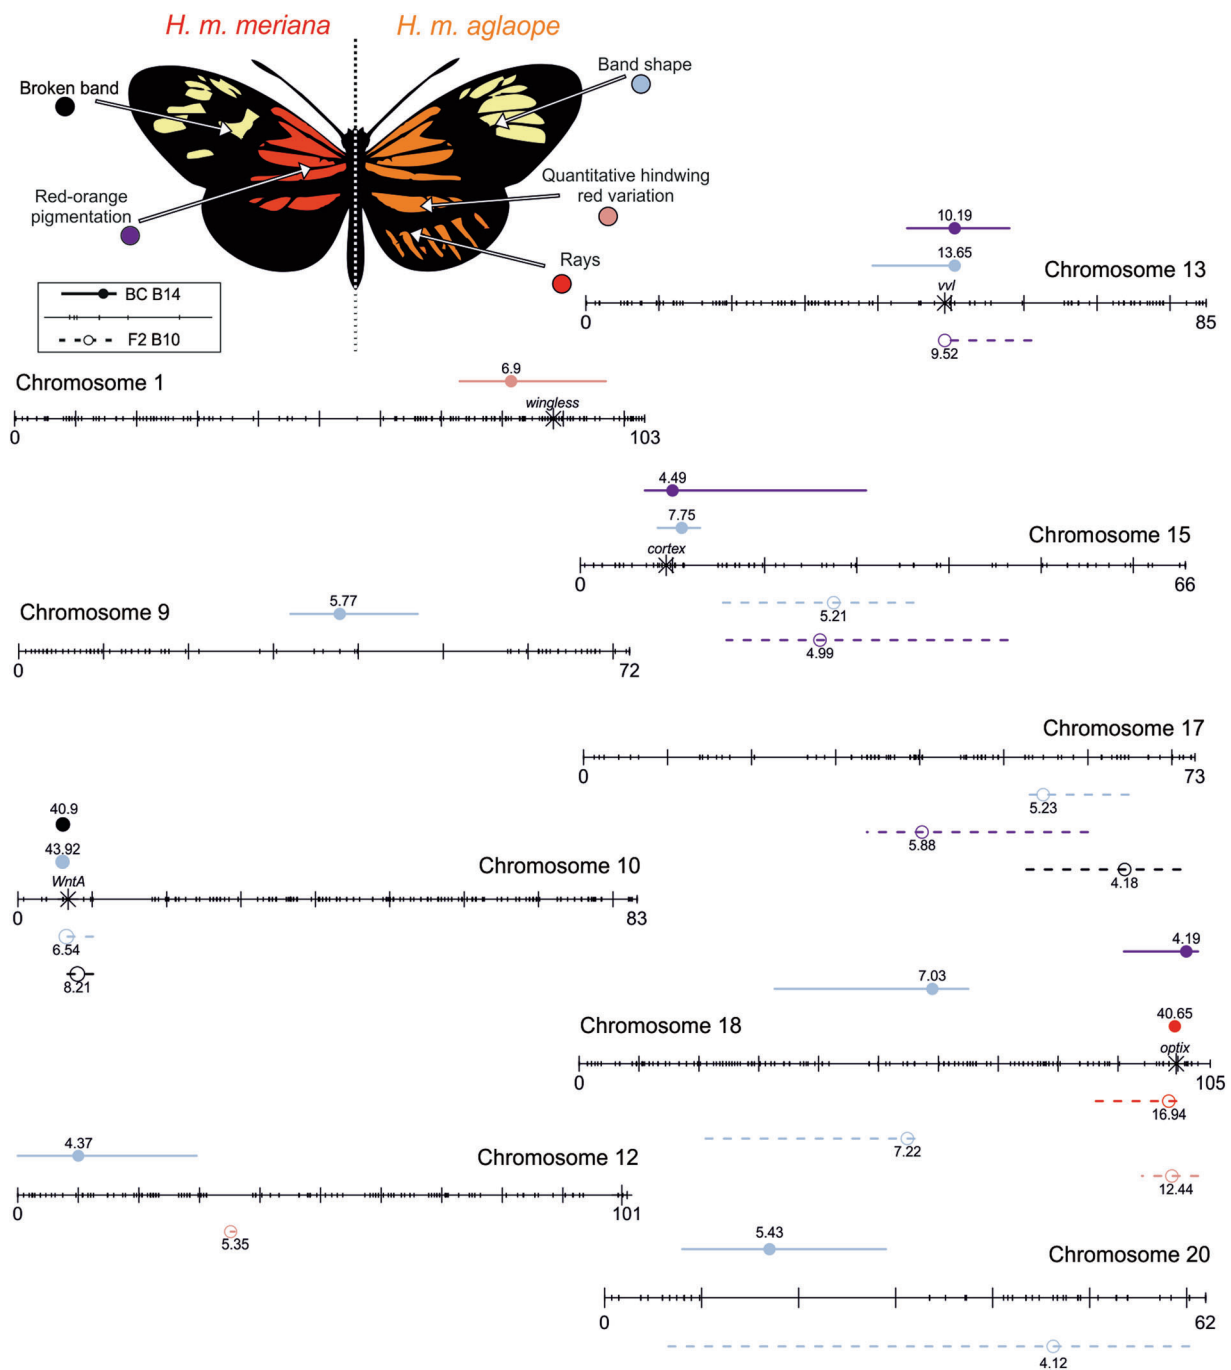 H. m. meriana
H. m. aglaope
Broken band
Band shape
Red-orange
pigmentation
Quantitative hindwing
red variation
Rays
BC B14
F2 B10
10.19
13.65
Chromosome 13
vvl
0
85
9.52
Chromosome 1
6.9
wingless
0
103
4.49
7.75
Chromosome 15
cortex
0
66
5.21
4.99
Chromosome 9
5.77
0
72
Chromosome 17
0
73
5.23
5.88
4.18
40.9
43.92
Chromosome 10
WntA
0
83
6.54
8.21
4.19
7.03
40.65
Chromosome 18
optix
0
105
16.94
7.22
12.44
4.37
Chromosome 12
0
101
5.35
5.43
Chromosome 20
0
62
4.12